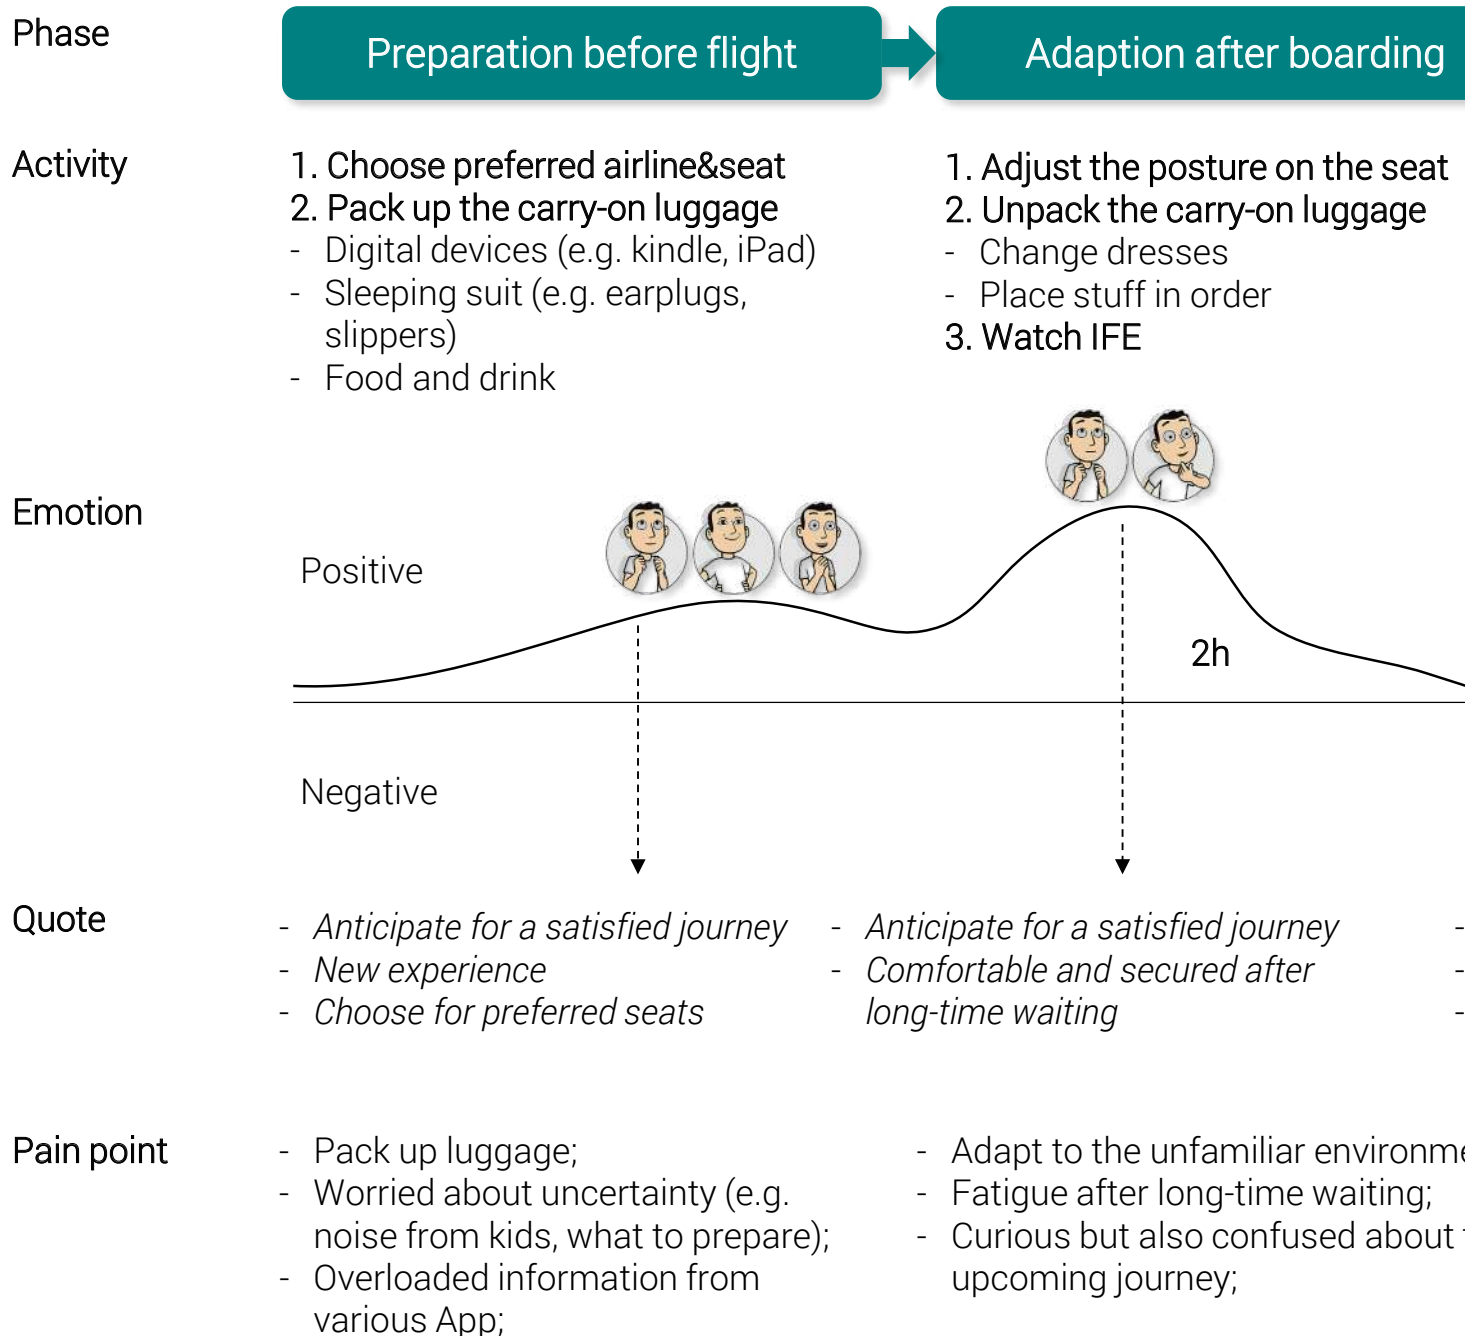 Phase
Preparation before flight
Adaption after boarding
Activity
1. Choose preferred airline&seat
2. Pack up the carry-on luggage
- Digital devices (e.g. kindle, iPad)
- Sleeping suit (e.g. earplugs,
slippers)
- Food and drink
1. Adjust the posture on the seat
2. Unpack the carry-on luggage
- Change dresses
- Place stuff in order
3. Watch IFE
Emotion
Positive
2h
Negative
Quote
- Anticipate for a satisfied journey
- New experience
- Choose for preferred seats
- Anticipate for a satisfied journey
- Comfortable and secured after
long-time waiting
-
-
-
Pain point
- Pack up luggage;
- Worried about uncertainty (e.g.
noise from kids, what to prepare);
- Overloaded information from
various App;
- Adapt to the unfamiliar
- Fatigue after long-time waiting;
- Curious but also confused about
upcoming journey;